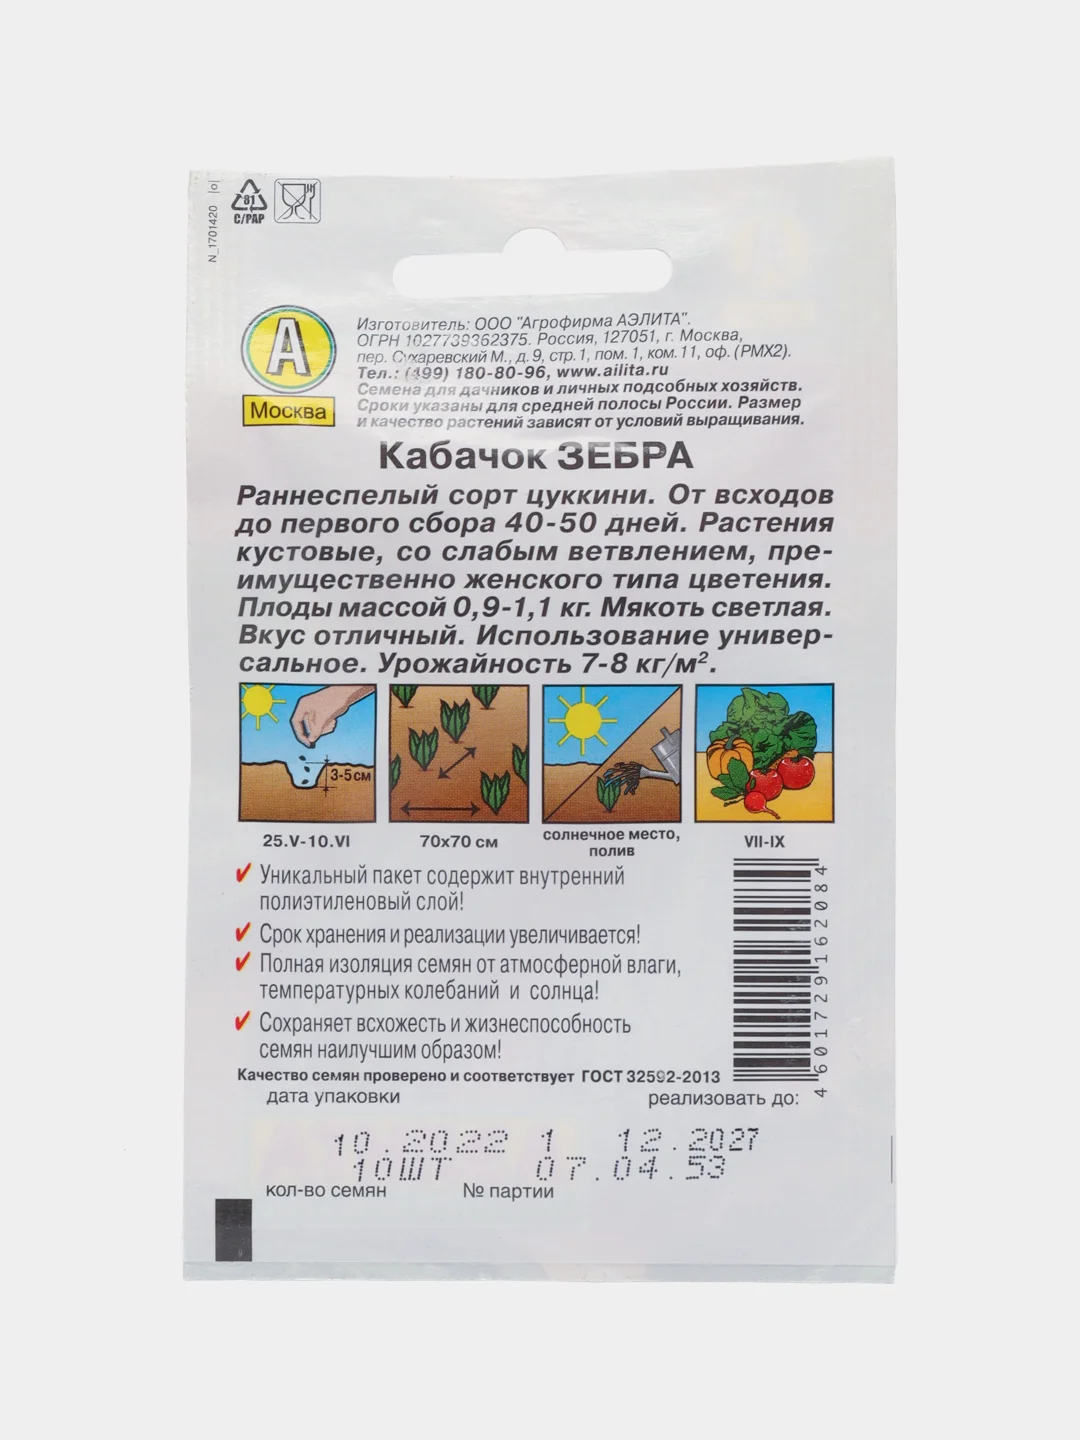 N_1701420 |o|
81
C/PAP
А
Москва
Изготовитель: ООО "Агрофирма АЭЛИТА".
ОГРН 1027739362375. Россия, 127051, г. Москва,
пер. Сухаревский М., д. 9, стр. 1, пом. 1, ком. 11, оф. (РМХ2).
Тел.: (499) 180-80-96, www.ailita.ru
Семена для дачников и личных подсобных хозяйств.
Сроки указаны для средней полосы России. Размер
и качество растений зависят от условий выращивания.
Кабачок ЗЕБРА
Раннеспелый сорт цуккини. От всходов
до первого сбора 40-50 дней. Растения
кустовые, со слабым ветвлением, пре-
имущественно женского типа цветения.
Плоды массой 0,9-1,1 кг. Мякоть светлая.
Вкус отличный. Использование универ-
сальное. Урожайность 7-8 кг/м².
3-5 см
25.V-10.VI
70x70 см
солнечное место,
полив
VII-IX
Уникальный пакет содержит внутренний
полиэтиленовый слой!
Срок хранения и реализации увеличивается!
Полная изоляция семян от атмосферной влаги,
температурных колебаний и солнца!
Сохраняет всхожесть и жизнеспособность
семян наилучшим образом!
4 601729 162084
Качество семян проверено и соответствует ГОСТ 32592-2013
дата упаковки реализовать до:
10.2022 1 12.2027
10ШТ 07.04.53
кол-во семян № партии